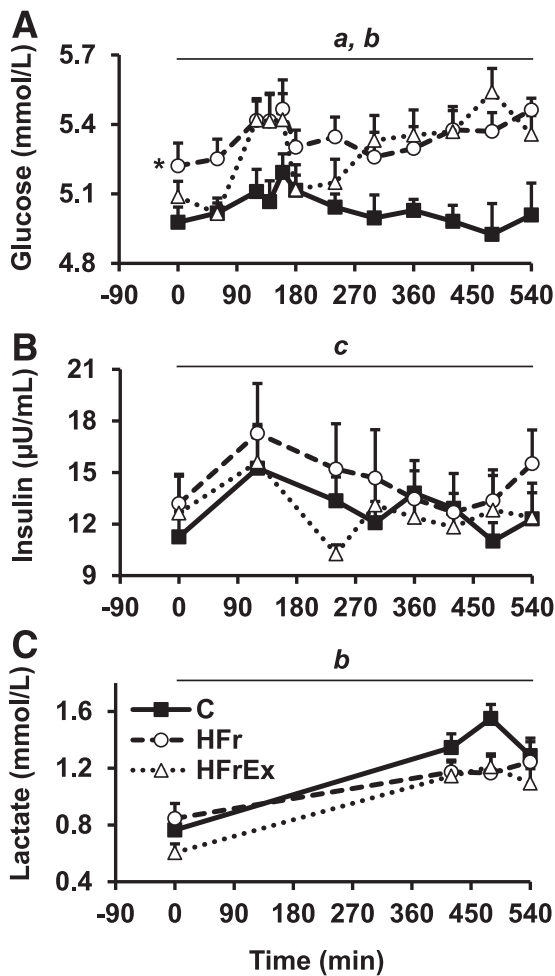 A
Glucose (mmol/L)
a, b
5.7
5.4
5.1
4.8
*
-90 0 90 180 270 360 450 540
B
Insulin (µU/mL)
c
21
18
15
12
9
-90 0 90 180 270 360 450 540
C
Lactate (mmol/L)
b
1.6
1.2
0.8
0.4
C
HFr
HFrEx
-90 0 90 180 270 360 450 540
Time (min)